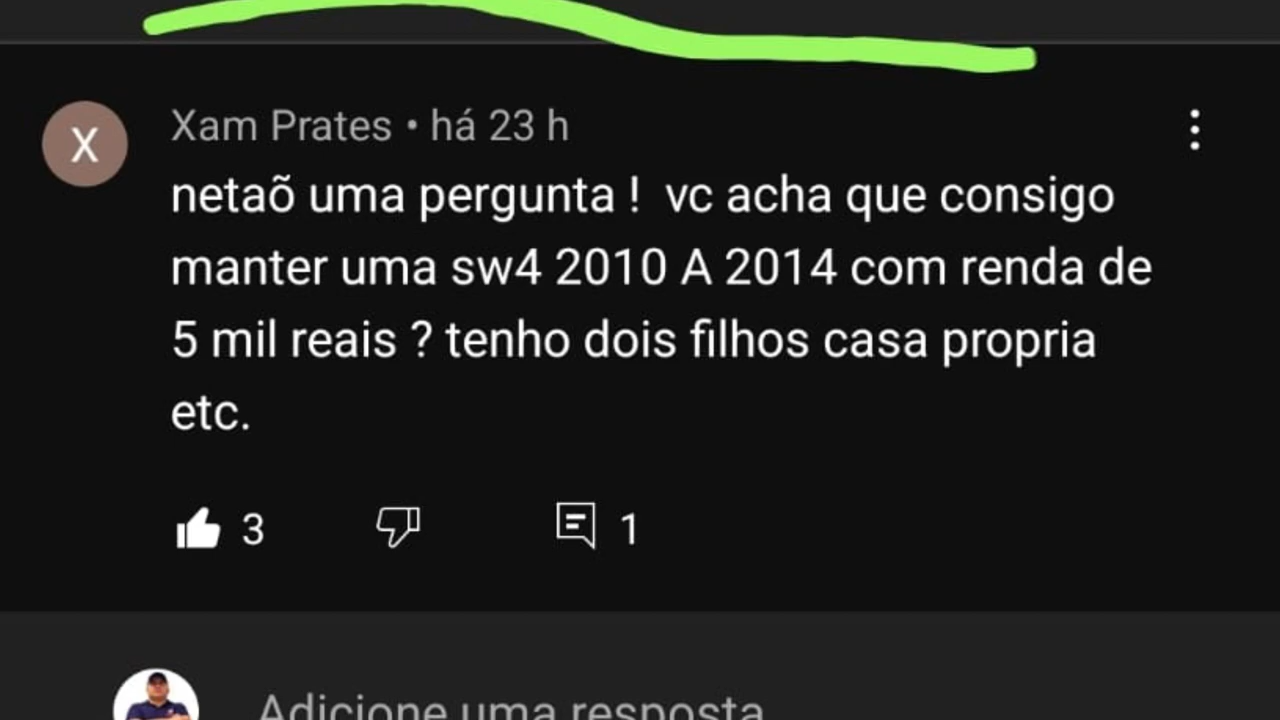 X
Xam Prates • há 23 h
netaõ uma pergunta ! vc acha que consigo
manter uma sw4 2010 A 2014 com renda de
5 mil reais ? tenho dois filhos casa propria
etc.
3 1
Adicione uma resposta